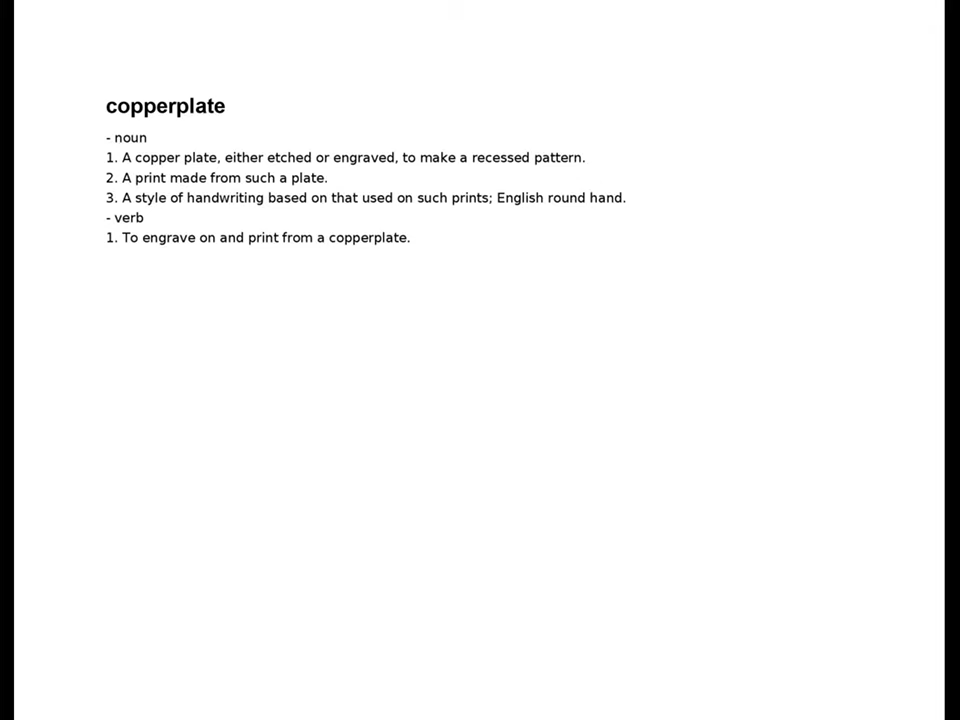 copperplate
- noun
1. A copper plate, either etched or engraved, to make a recessed pattern.
2. A print made from such a plate.
3. A style of handwriting based on that used on such prints; English round hand.
- verb
1. To engrave on and print from a copperplate.